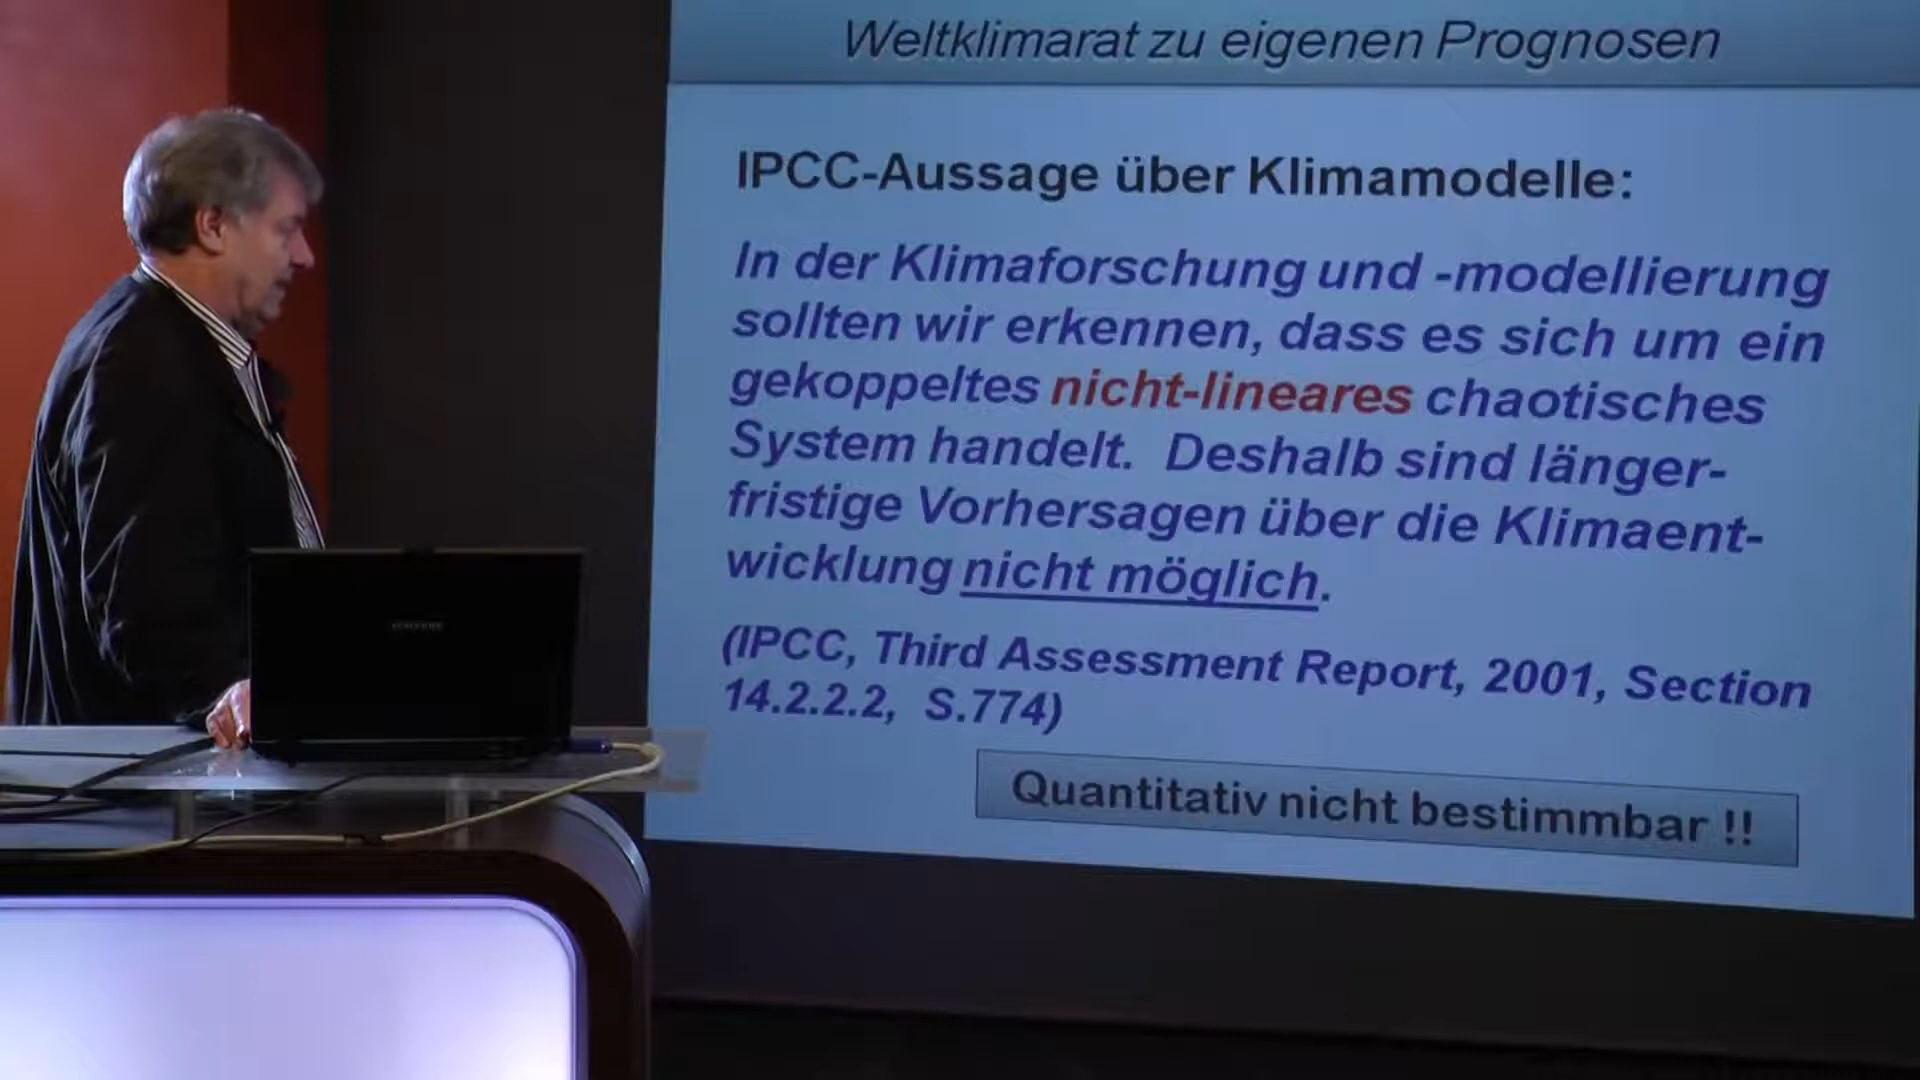 Weltklimarat zu eigenen Prognosen
IPCC-Aussage über Klimamodelle:
In der Klimaforschung und -modellierung
sollten wir erkennen, dass es sich um ein
gekoppeltes nicht-lineares chaotisches
System handelt. Deshalb sind länger-
fristige Vorhersagen über die Klimaent-
wicklung nicht möglich.
(IPCC, Third Assessment Report, 2001, Section
14.2.2.2, S.774)
Quantitativ nicht bestimmbar !!